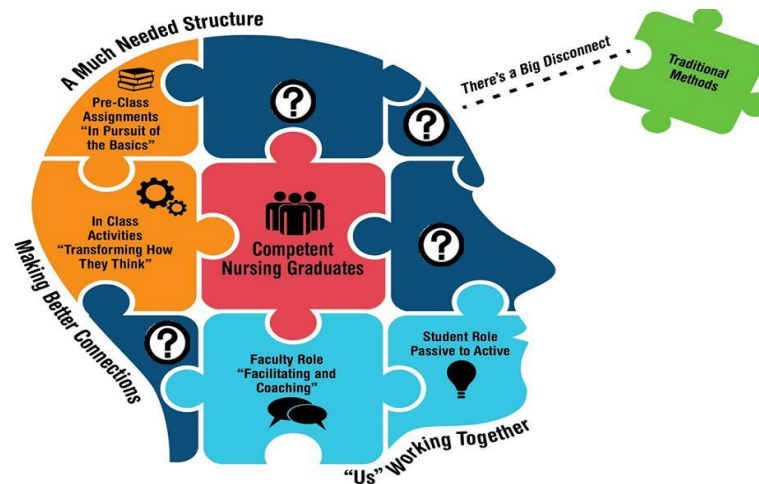 A Much Needed Structure
There's a Big Disconnect
Traditional
Methods
Pre-Class
Assignments
"In Pursuit of
the Basics"
?
?
In Class
Activities
"Transforming How
They Think"
Competent
Nursing Graduates
?
Making Better Connections
?
Faculty Role
"Facilitating and
Coaching"
Student Role
Passive to Active
"Us" Working Together